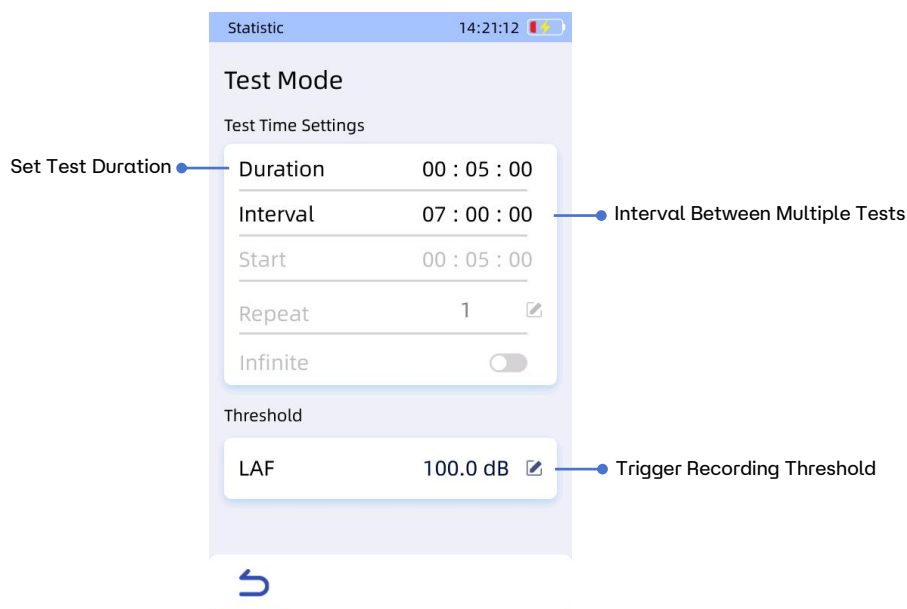 Statistic 14:21:12
Test Mode
Test Time Settings
Set Test Duration
Duration 00 : 05 : 00
Interval 07 : 00 : 00
Interval Between Multiple Tests
Start 00 : 05 : 00
Repeat 1
Infinite
Threshold
LAF 100.0 dB
Trigger Recording Threshold